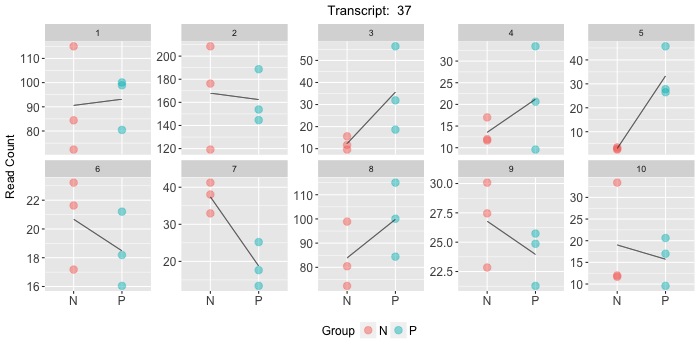 Transcript: 37
1 2 3 4 5
110 100 90 80
200 180 160 140 120
50 40 30 20 10
30 25 20 15 10
40 30 20 10
Read Count
6 7 8 9 10
22 20 18 16
40 30 20
110 100 90 80
30.0 27.5 25.0 22.5
30 25 20 15 10
N P N P N P N P N P
Group N P